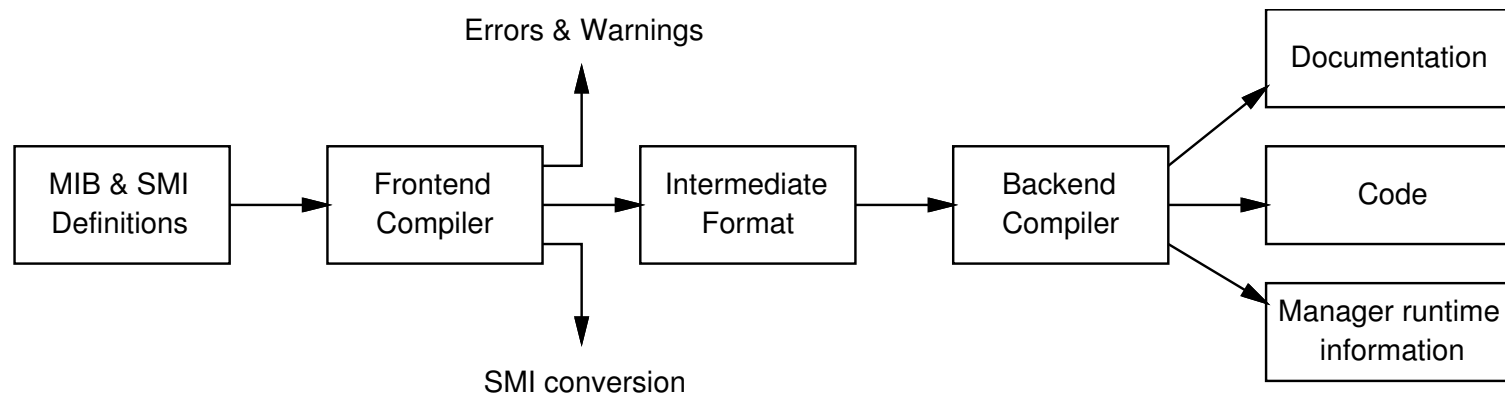 Errors & Warnings
MIB & SMI
Definitions
Frontend
Compiler
Intermediate
Format
Backend
Compiler
Documentation
Code
Manager runtime
information
SMI conversion